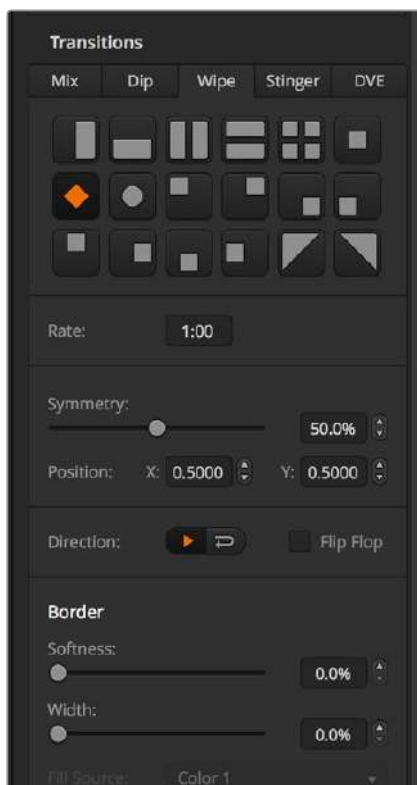 Transitions
Mix Dip Wipe Stinger DVE
Rate: 1:00
Symmetry:
50.0%
Position: X: 0.5000 Y: 0.5000
Direction: Flip Flop
Border
Softness:
0.0%
Width:
0.0%
Fill Source: Color 1